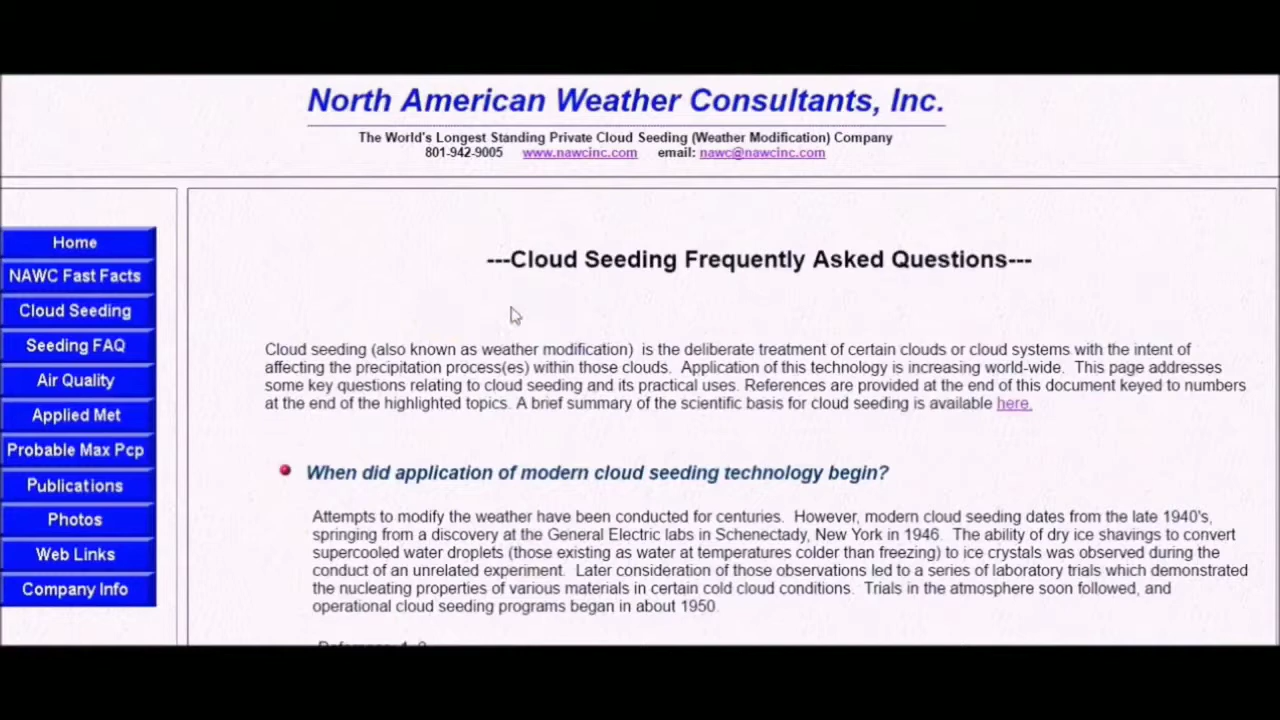 North American Weather Consultants, Inc.
The World's Longest Standing Private Cloud Seeding (Weather Modification) Company
801-942-9005 www.nawcinc.com email: nawc@nawcinc.com
Home
NAWC Fast Facts
Cloud Seeding
Seeding FAQ
Air Quality
Applied Met
Probable Max Pcp
Publications
Photos
Web Links
Company Info
---Cloud Seeding Frequently Asked Questions---
Cloud seeding (also known as weather modification) is the deliberate treatment of certain clouds or cloud systems with the intent of
affecting the precipitation process(es) within those clouds. Application of this technology is increasing world-wide. This page addresses
some key questions relating to cloud seeding and its practical uses. References are provided at the end of this document keyed to numbers
at the end of the highlighted topics. A brief summary of the scientific basis for cloud seeding is available here.
When did application of modern cloud seeding technology begin?
Attempts to modify the weather have been conducted for centuries. However, modern cloud seeding dates from the late 1940's,
springing from a discovery at the General Electric labs in Schenectady, New York in 1946. The ability of dry ice shavings to convert
supercooled water droplets (those existing as water at temperatures colder than freezing) to ice crystals was observed during the
conduct of an unrelated experiment. Later consideration of those observations led to a series of laboratory trials which demonstrated
the nucleating properties of various materials in certain cold cloud conditions. Trials in the atmosphere soon followed, and
operational cloud seeding programs began in about 1950.